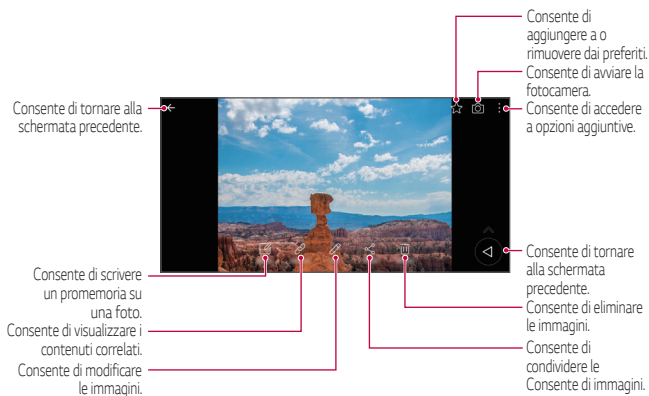 Consente di
aggiungere a o
rimuovere dai preferiti.
Consente di avviare la
fotocamera.
Consente di accedere
a opzioni aggiuntive.
Consente di tornare alla
schermata precedente.
Consente di scrivere
un promemoria su
una foto.
Consente di visualizzare i
contenuti correlati.
Consente di modificare
le immagini.
Consente di tornare
alla schermata
precedente.
Consente di eliminare
le immagini.
Consente di
condividere le
Consente di immagini.